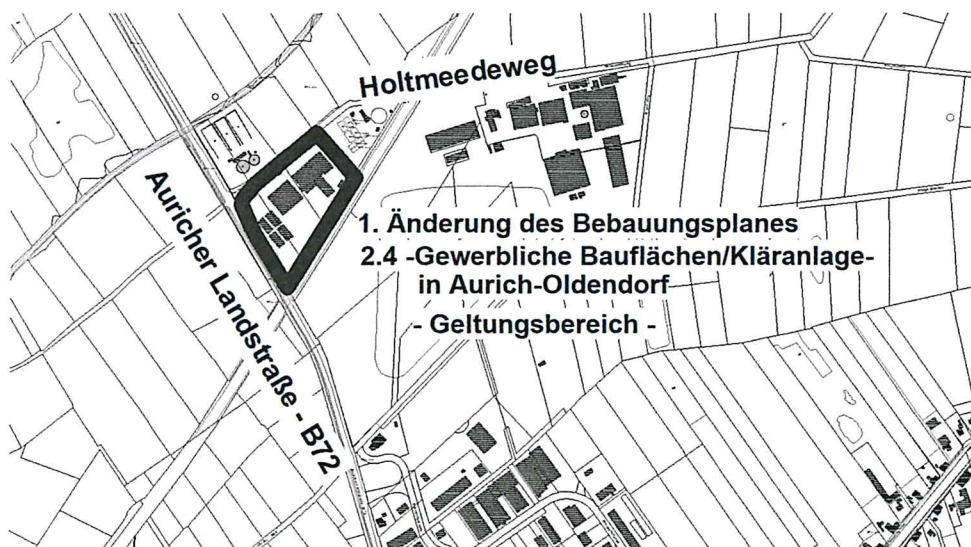 Holtmeedeweg
Auricher Landstraße - B72
1. Änderung des Bebauungsplanes
2.4 -Gewerbliche Bauflächen/Kläranlage-
in Aurich-Oldendorf
- Geltungsbereich -